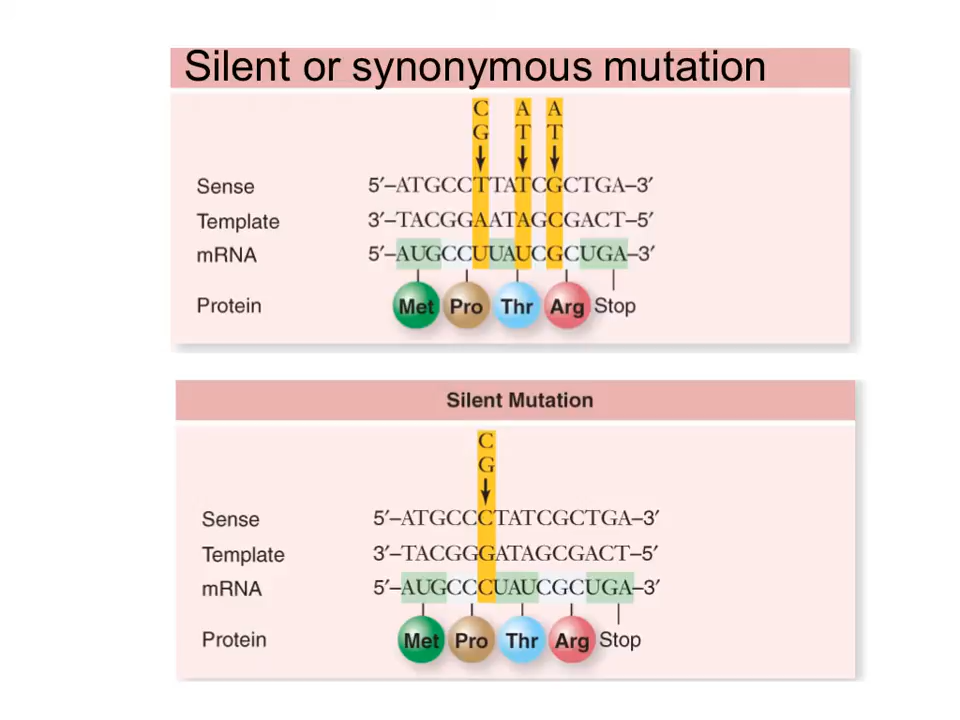 Silent or synonymous mutation
C A A
G T T
Sense 5′–ATGCCTTATCGCTGA–3′
Template 3′–TACGGAATAGCGACT–5′
mRNA 5′–AUGCCUUAUCGCUGA–3′
Protein Met Pro Thr Arg Stop
Silent Mutation
C
G
Sense 5′–ATGCCCTATCGCTGA–3′
Template 3′–TACGGGATAGCGACT–5′
mRNA 5′–AUGCCCUAUCGCUGA–3′
Protein Met Pro Thr Arg Stop